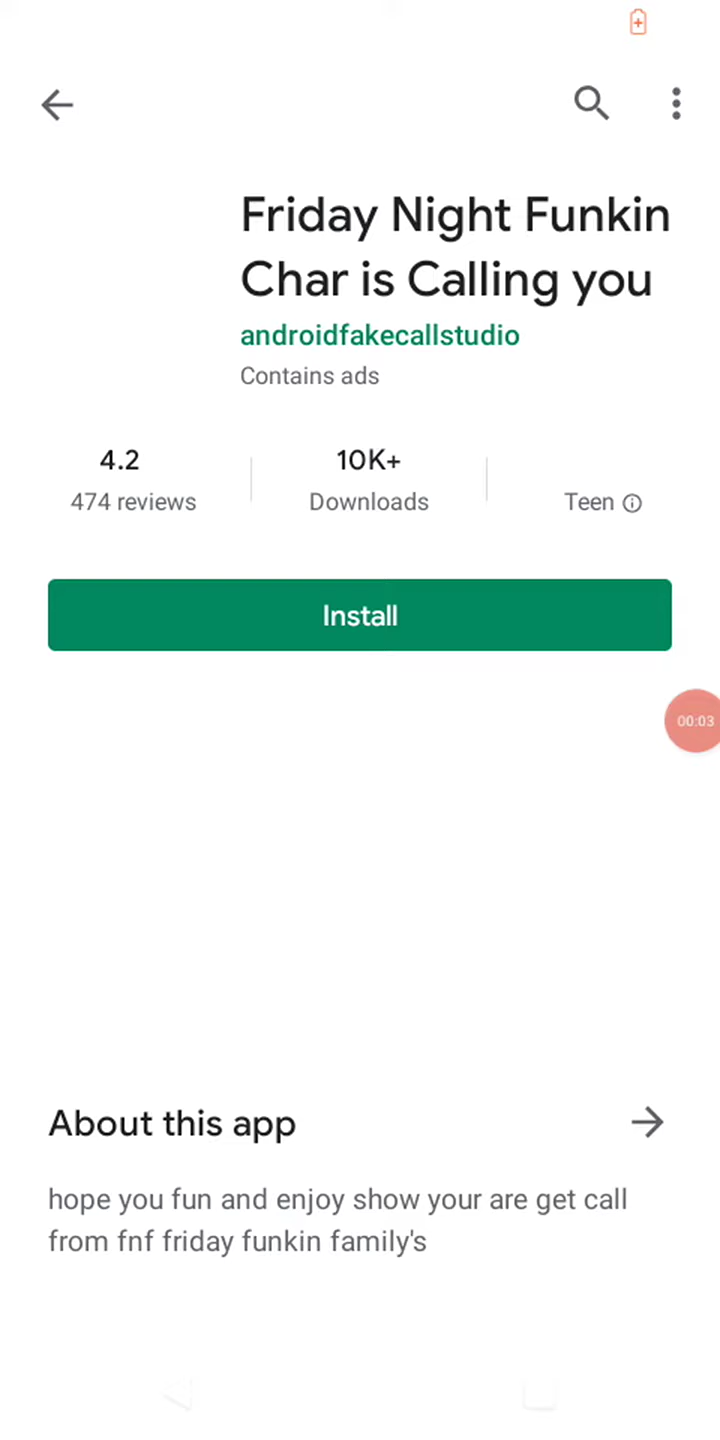 Friday Night Funkin
Char is Calling you
androidfakecallstudio
Contains ads
4.2
474 reviews
10K+
Downloads
Teen
Install
00:03
About this app
hope you fun and enjoy show your are get call
from fnf friday funkin family's